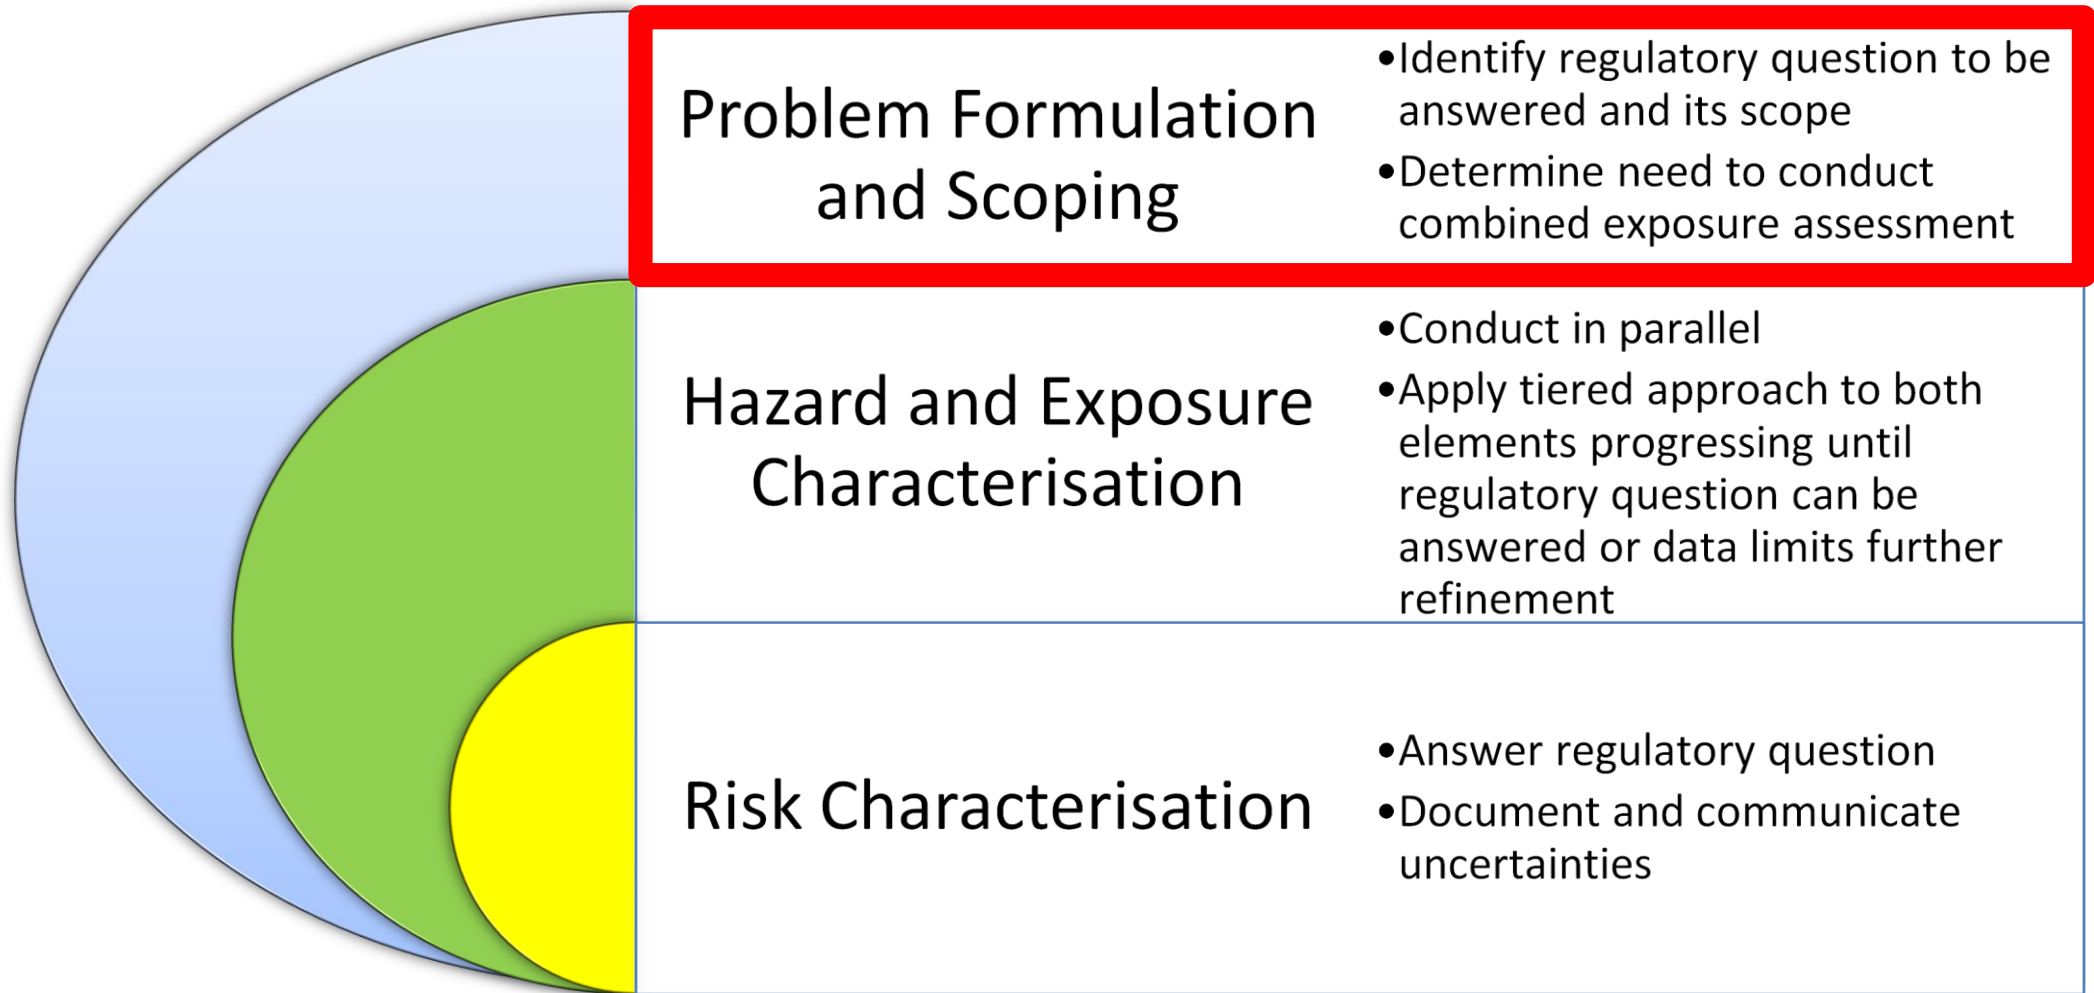 Problem Formulation
and Scoping
•Identify regulatory question to be
answered and its scope
•Determine need to conduct
combined exposure assessment
Hazard and Exposure
Characterisation
•Conduct in parallel
•Apply tiered approach to both
elements progressing until
regulatory question can be
answered or data limits further
refinement
Risk Characterisation
•Answer regulatory question
•Document and communicate
uncertainties